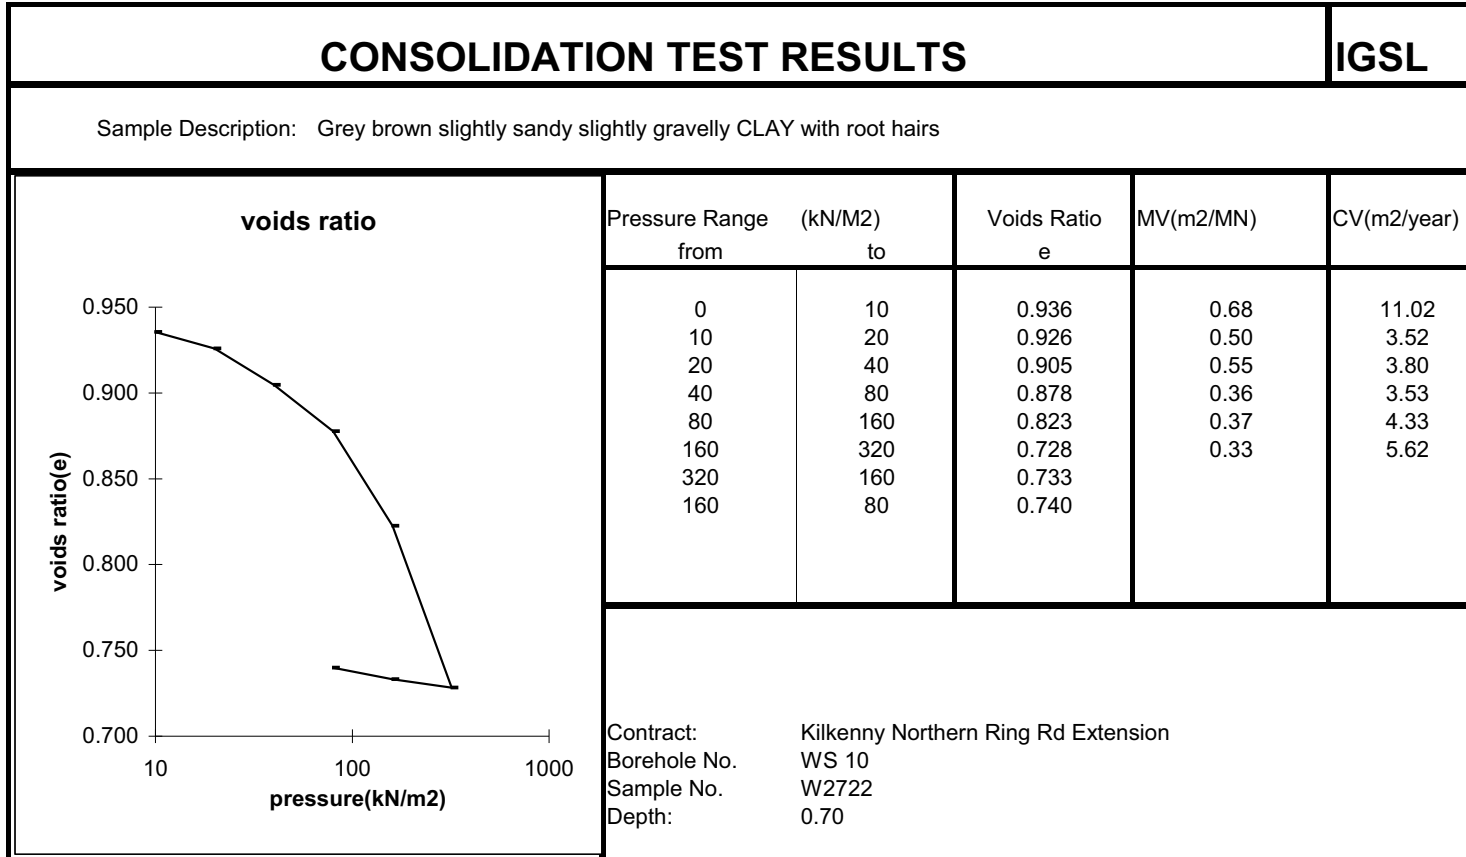 CONSOLIDATION TEST RESULTS IGSL
Sample Description: Grey brown slightly sandy slightly gravelly CLAY with root hairs
voids ratio
0.950
0.900
0.850
0.800
0.750
0.700
voids ratio(e)
10 100 1000
pressure(kN/m2)
Pressure Range (kN/M2) Voids Ratio MV(m2/MN) CV(m2/year)
from to e
0 10 0.936 0.68 11.02
10 20 0.926 0.50 3.52
20 40 0.905 0.55 3.80
40 80 0.878 0.36 3.53
80 160 0.823 0.37 4.33
160 320 0.728 0.33 5.62
320 160 0.733
160 80 0.740
Contract: Kilkenny Northern Ring Rd Extension
Borehole No. WS 10
Sample No. W2722
Depth: 0.70